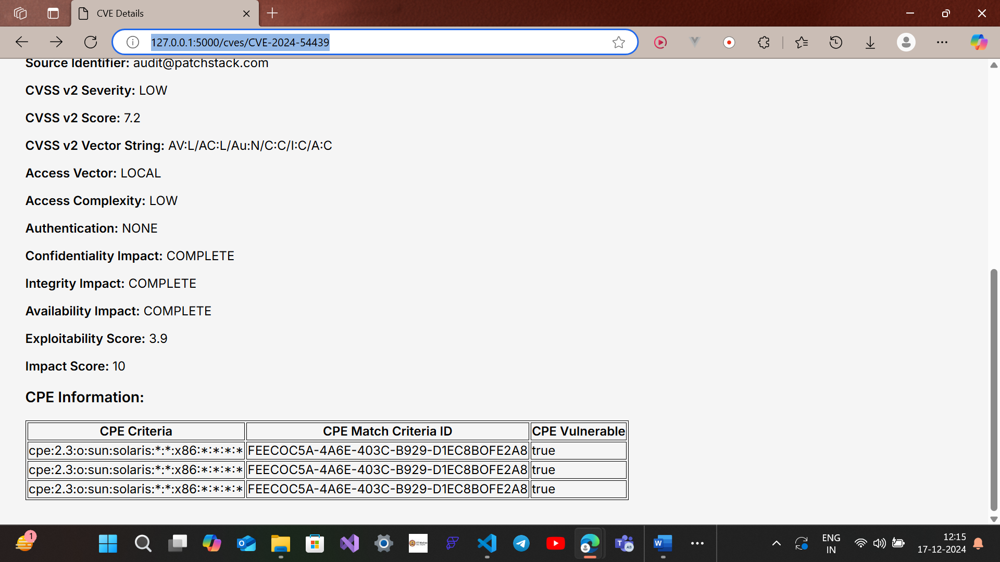 CVE Details
127.0.0.1:5000/cves/CVE-2024-54439
Source Identifier: audit@patchstack.com
CVSS v2 Severity: LOW
CVSS v2 Score: 7.2
CVSS v2 Vector String: AV:L/AC:L/Au:N/C:C/I:C/A:C
Access Vector: LOCAL
Access Complexity: LOW
Authentication: NONE
Confidentiality Impact: COMPLETE
Integrity Impact: COMPLETE
Availability Impact: COMPLETE
Exploitability Score: 3.9
Impact Score: 10
CPE Information:
CPE Criteria CPE Match Criteria ID CPE Vulnerable
cpe:2.3:o:sun:solaris:*:*:x86:*:*:*:* FEECOC5A-4A6E-403C-B929-D1EC8BOFE2A8 true
cpe:2.3:o:sun:solaris:*:*:x86:*:*:*:* FEECOC5A-4A6E-403C-B929-D1EC8BOFE2A8 true
cpe:2.3:o:sun:solaris:*:*:x86:*:*:*:* FEECOC5A-4A6E-403C-B929-D1EC8BOFE2A8 true
1
ENG
IN
12:15
17-12-2024